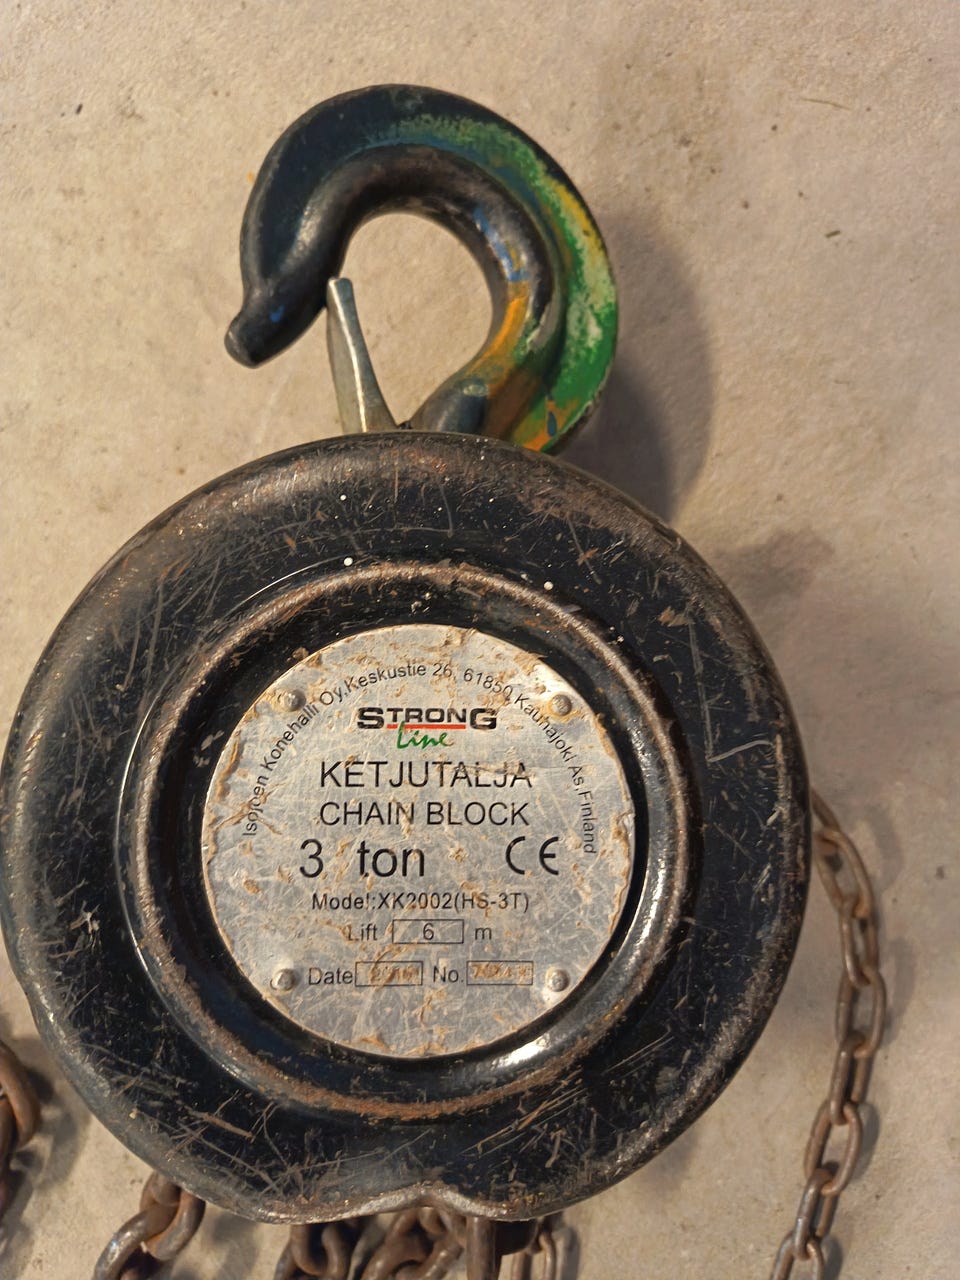 Isojoen Konehalli Oy, Keskustie 26, 61850 Kauhajoki As Finland
STRONG
Line
KETJUTALJA
CHAIN BLOCK
3 ton CE
Model:XK2002(HS-3T)
Lift 6 m
Date No.